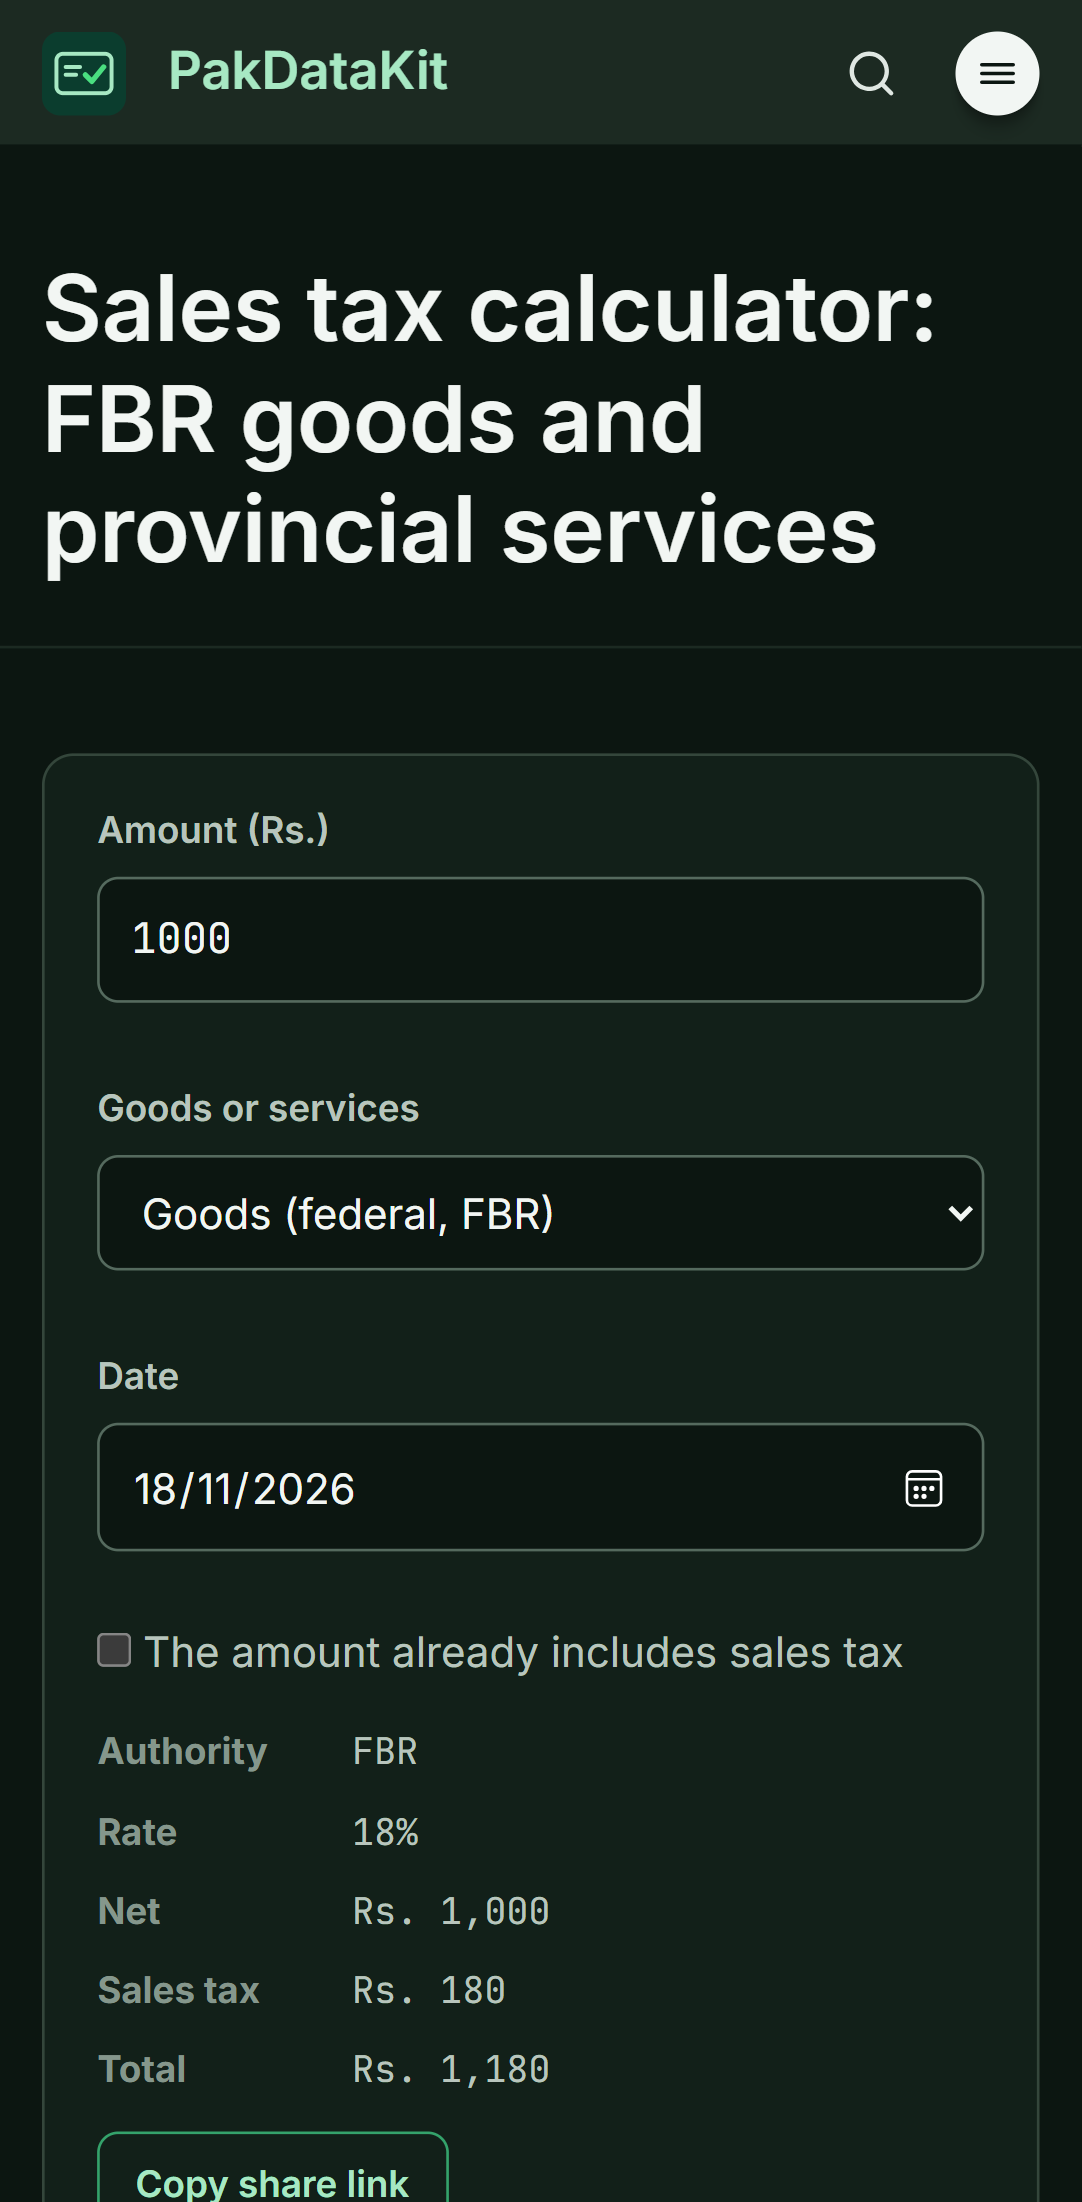 PakDataKit
Sales tax calculator:
FBR goods and
provincial services
Amount (Rs.)
1000
Goods or services
Goods (federal, FBR)
Date
18/11/2026
The amount already includes sales tax
Authority FBR
Rate 18%
Net Rs. 1,000
Sales tax Rs. 180
Total Rs. 1,180
Copy share link